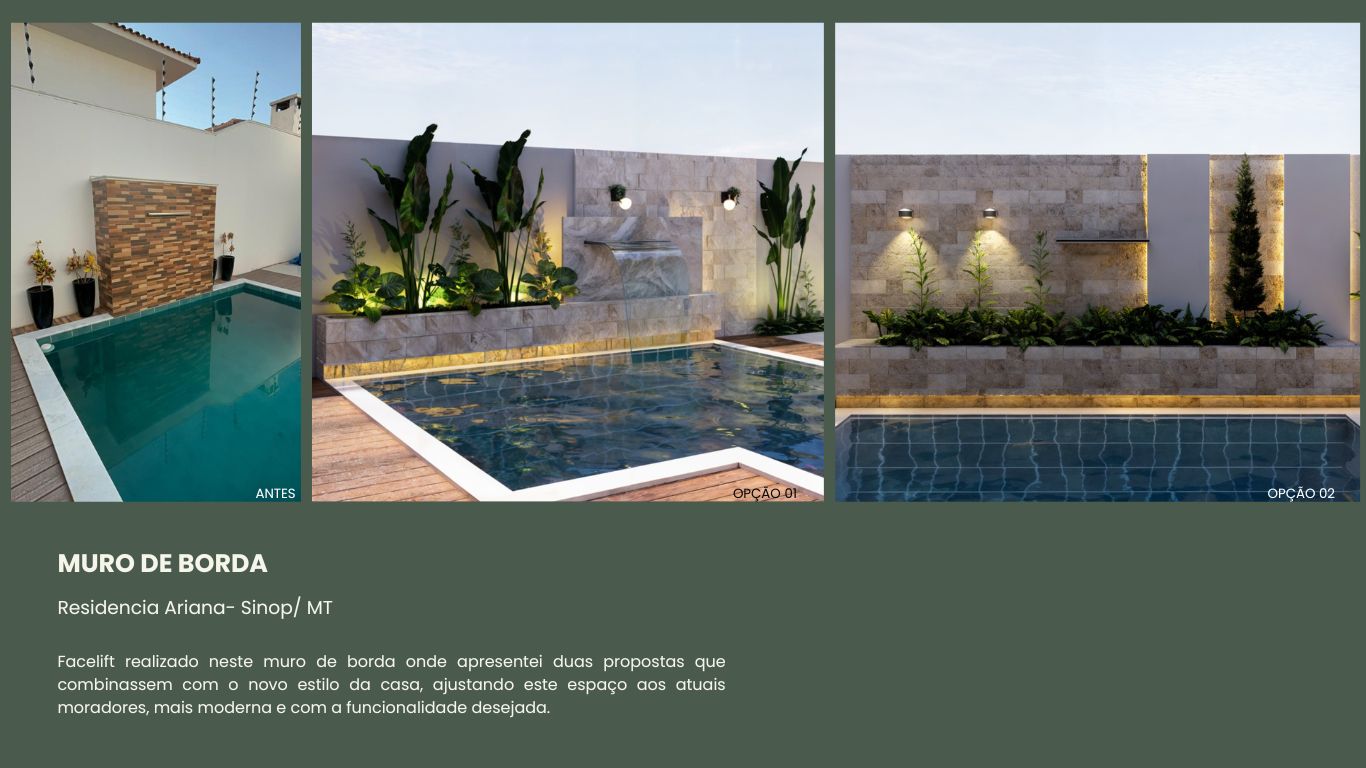 ANTES
OPÇÃO 01
OPÇÃO 02
MURO DE BORDA
Residencia Ariana- Sinop/ MT
Facelift realizado neste muro de borda onde apresentei duas propostas que
combinassem com o novo estilo da casa, ajustando este espaço aos atuais
moradores, mais moderna e com a funcionalidade desejada.